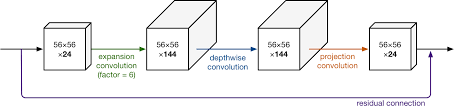 56×56
×24
expansion
convolution
(factor = 6)
56×56
×144
depthwise
convolution
56×56
×144
projection
convolution
56×56
×24
residual connection